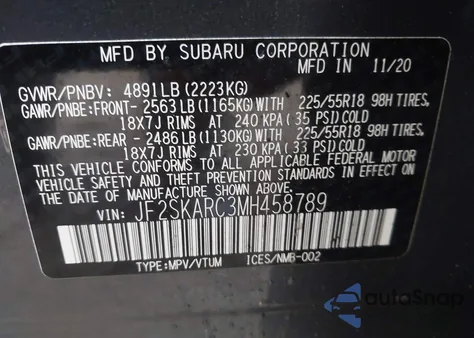 MFD BY SUBARU CORPORATION
GVWR/PNBV: 4891LB(2223KG) MFD IN 11/20
GAWR/PNBE:FRONT- 2563LB(1165KG)WITH 225/55R18 98H TIRES,
18X7J RIMS AT 240 KPA(35 PSI)COLD
GAWR/PNBE:REAR- 2486LB(1130KG)WITH 225/55R18 98H TIRES,
18X7J RIMS AT 230 KPA(33 PSI)COLD
THIS VEHICLE CONFORMS TO ALL APPLICABLE FEDERAL MOTOR
VEHICLE SAFETY AND THEFT PREVENTION STANDARDS IN EFFECT
ON THE DATE OF MANUFACTURE SHOWN ABOVE.
VIN: JF2SKARC3MH458789
TYPE:MPV/VTUM ICES/NMB-002
autoSnap